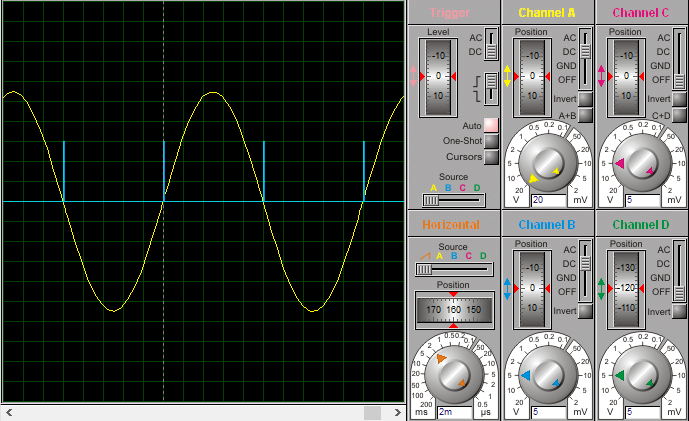 Trigger
Level
-10
0
10
AC
DC
Auto
One-Shot
Cursors
Source
A B C D
Channel A
Position
-10
0
10
AC
DC
GND
OFF
Invert
A+B
5
2
1
0.5
0.2
0.1
50
20
10
20
10
5
2
V
20
mV
Channel C
Position
-10
0
10
AC
DC
GND
OFF
Invert
C+D
5
2
1
0.5
0.2
0.1
50
20
10
20
10
5
2
V
5
mV
Horizontal
Source
A B C D
Position
170 160 150
200
100
50
20
10
5
2
1
0.5
0.2
0.1
50
20
10
5
2
1
0.5
ms
2m
µs
Channel B
Position
-10
0
10
AC
DC
GND
OFF
Invert
5
2
1
0.5
0.2
0.1
50
20
10
20
10
5
2
V
5
mV
Channel D
Position
-130
-120
-110
AC
DC
GND
OFF
Invert
5
2
1
0.5
0.2
0.1
50
20
10
20
10
5
2
V
5
mV